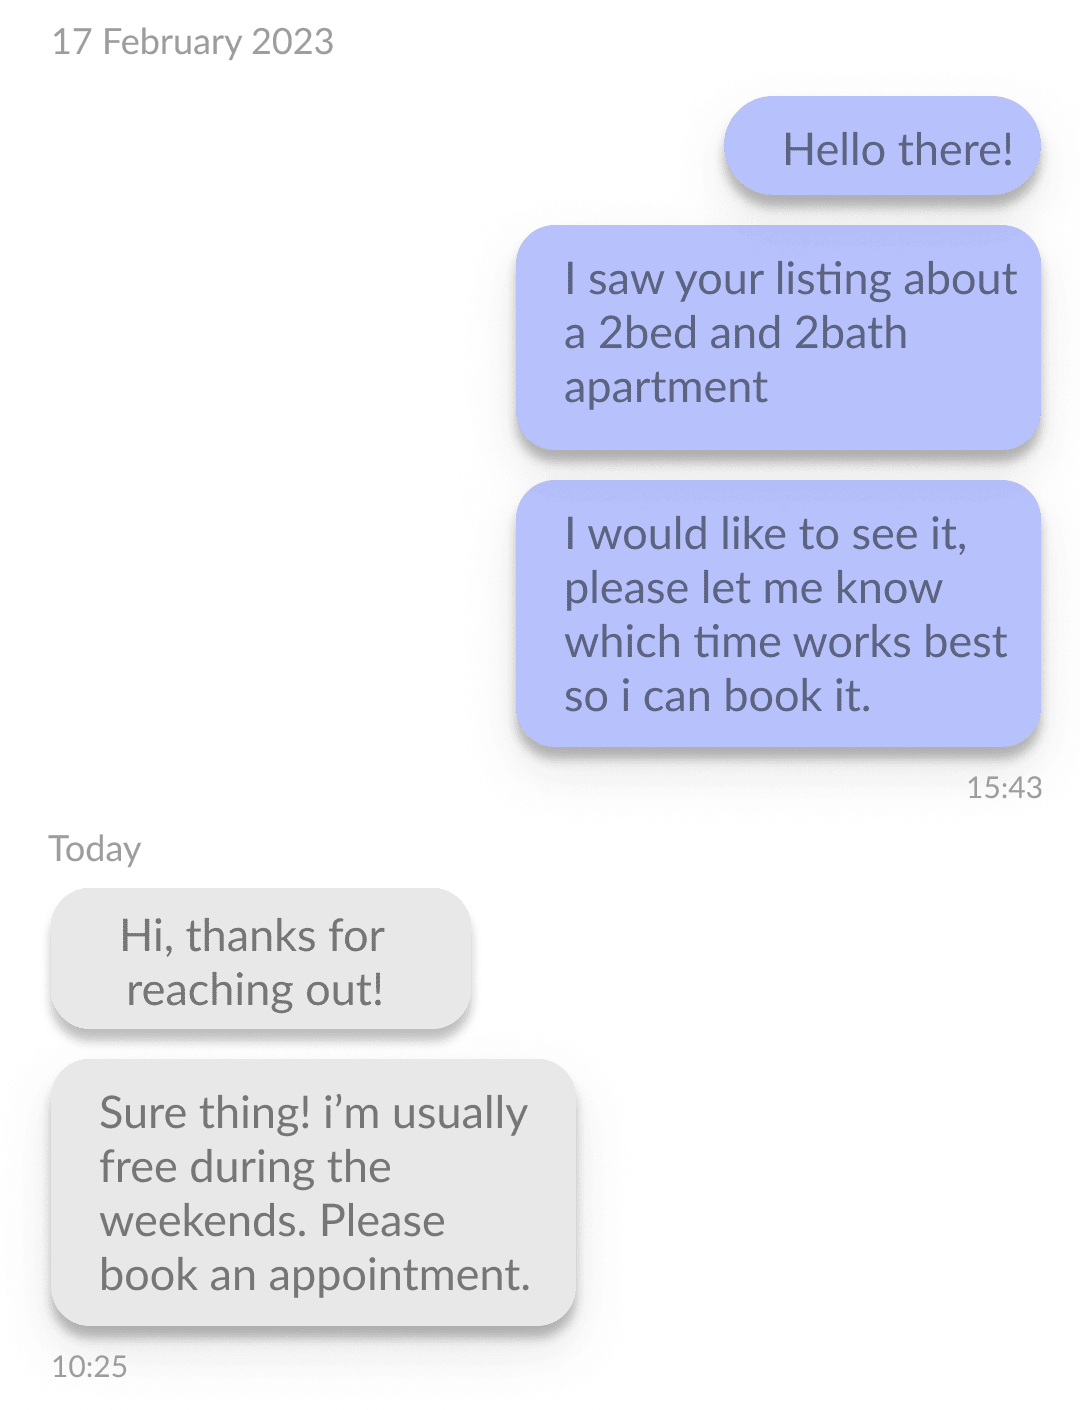 17 February 2023
Hello there!
I saw your listing about
a 2bed and 2bath
apartment
I would like to see it,
please let me know
which time works best
so i can book it.
15:43
Today
Hi, thanks for
reaching out!
Sure thing! i’m usually
free during the
weekends. Please
book an appointment.
10:25